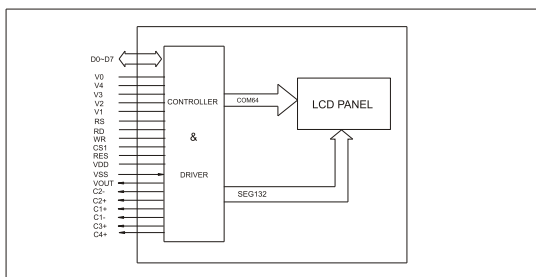 D0~D7
V0
V4
V3
V2
V1
RS
RD
WR
CS1
RES
VDD
VSS
VOUT
C2-
C2+
C1+
C1-
C3+
C4+
CONTROLLER
&
DRIVER
COM64
SEG132
LCD PANEL